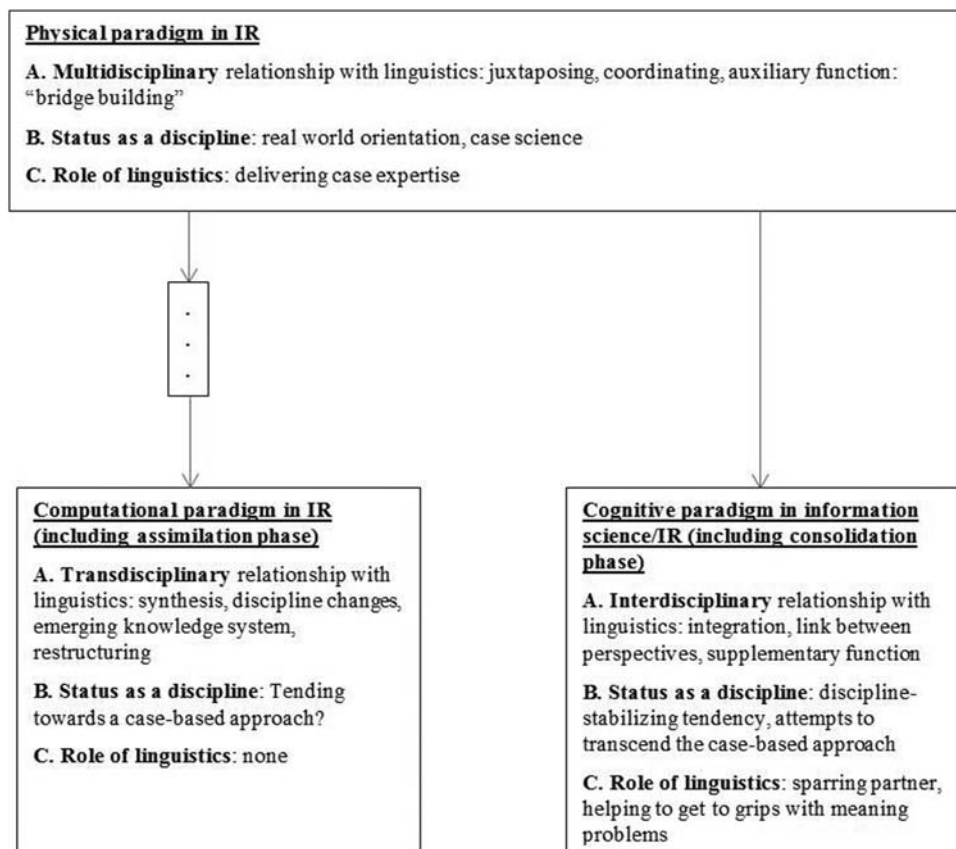 Physical paradigm in IR
A. Multidisciplinary relationship with linguistics: juxtaposing, coordinating, auxiliary function:
“bridge building”
B. Status as a discipline: real world orientation, case science
C. Role of linguistics: delivering case expertise
.
.
.
Computational paradigm in IR
(including assimilation phase)
A. Transdisciplinary relationship with
linguistics: synthesis, discipline changes,
emerging knowledge system,
restructuring
B. Status as a discipline: Tending
towards a case-based approach?
C. Role of linguistics: none
Cognitive paradigm in information
science/IR (including consolidation
phase)
A. Interdisciplinary relationship with
linguistics: integration, link between
perspectives, supplementary function
B. Status as a discipline: discipline-
stabilizing tendency, attempts to
transcend the case-based approach
C. Role of linguistics: sparring partner,
helping to get to grips with meaning
problems